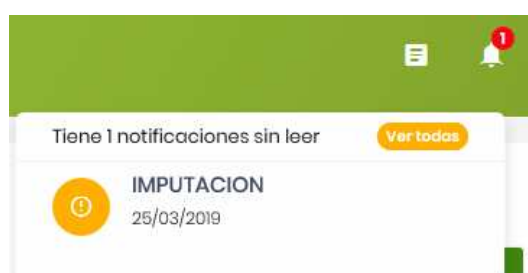 1
Tiene 1 notificaciones sin leer Ver todas
IMPUTACION
25/03/2019